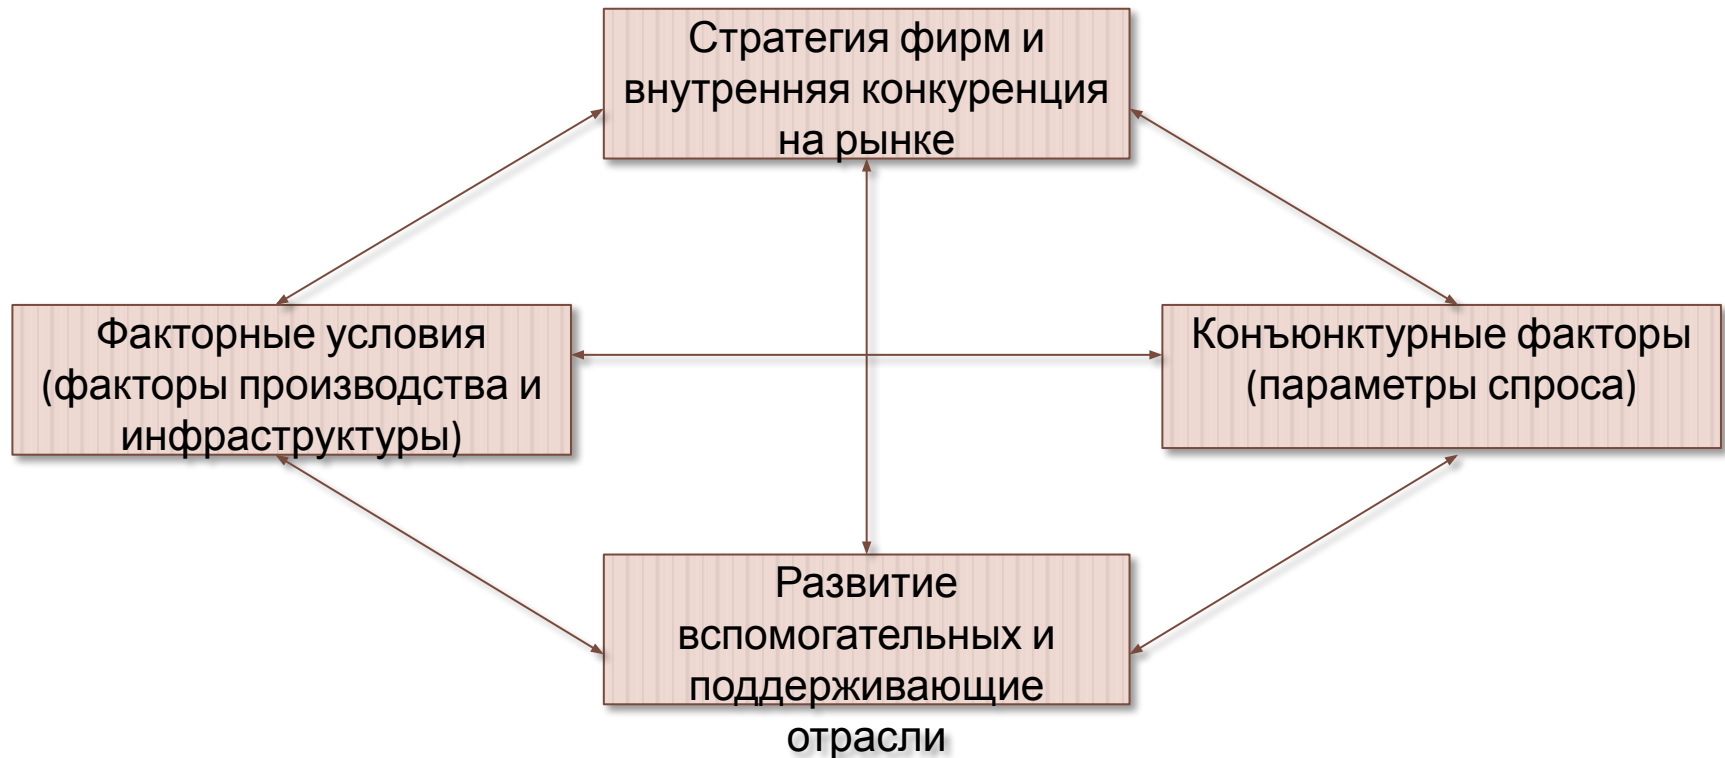 Стратегия фирм и
внутренняя конкуренция
на рынке
Факторные условия
(факторы производства и
инфраструктуры)
Конъюнктурные факторы
(параметры спроса)
Развитие
вспомогательных и
поддерживающие
отрасли